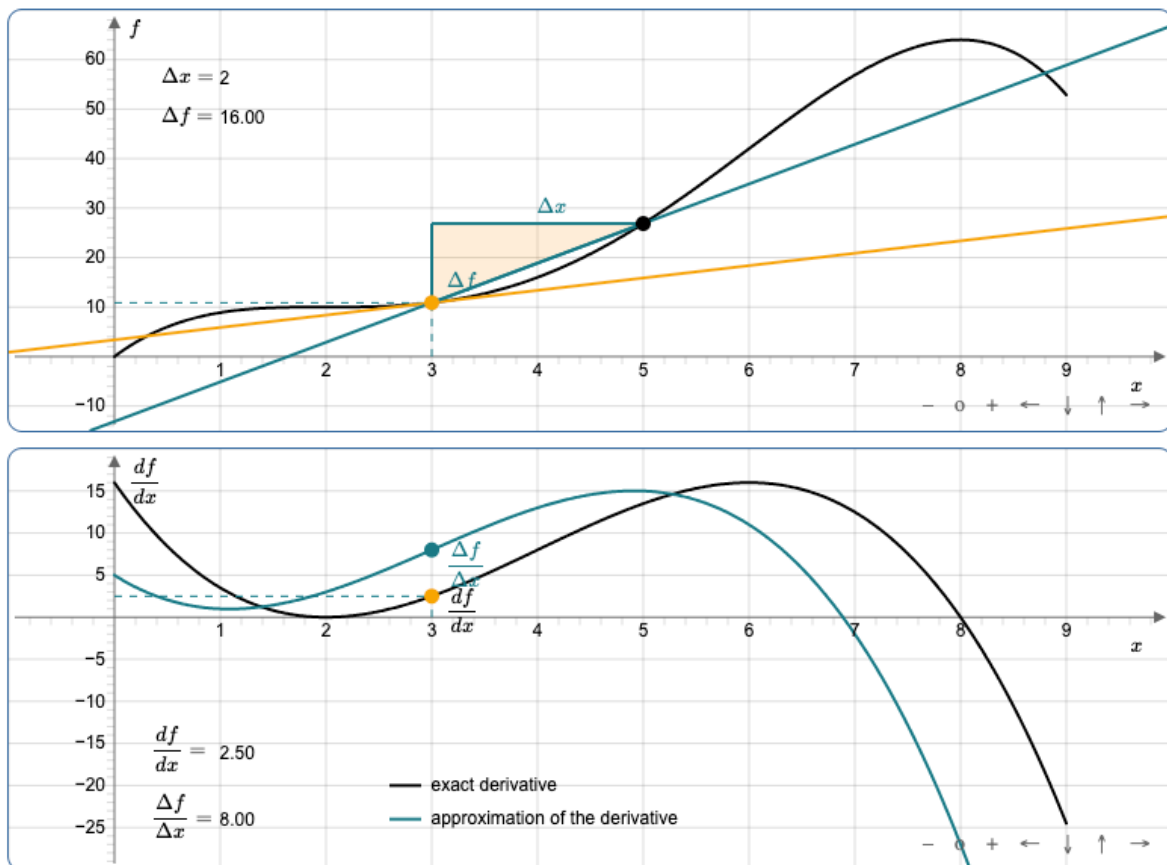 f
Δx = 2
60
Δf = 16.00
50
40
30
Δx
20
Δf
10
1 2 3 4 5 6 7 8 9
x
−10
− o + ← ↓ ↑ →
df/dx
15
10
Δf/Δx
5
df/dx
1 2 3 4 5 6 7 8 9
x
−5
−10
−15
df/dx = 2.50
−20
exact derivative
Δf/Δx = 8.00
approximation of the derivative
−25
− o + ← ↓ ↑ →